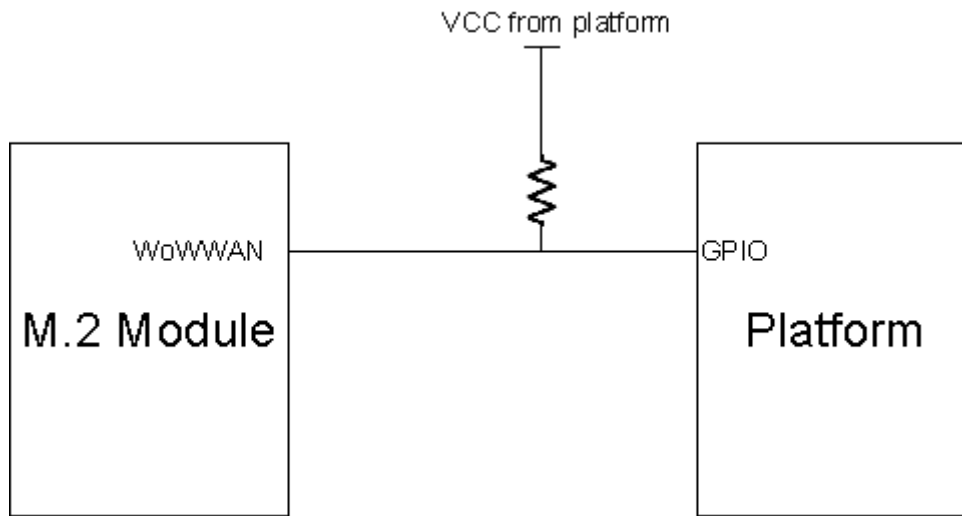 VCC from platform
WoWWAN
GPIO
M.2 Module
Platform